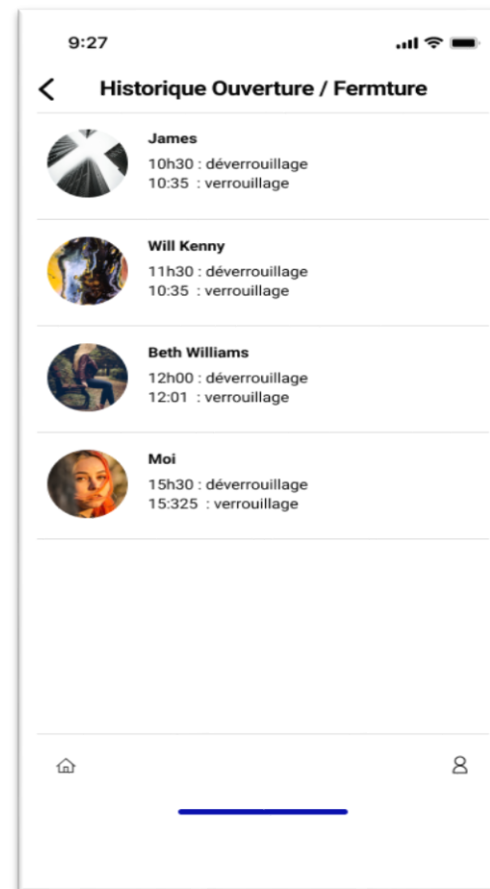 9:27
Historique Ouverture / Fermture
James
10h30 : déverrouillage
10:35 : verrouillage
Will Kenny
11h30 : déverrouillage
10:35 : verrouillage
Beth Williams
12h00 : déverrouillage
12:01 : verrouillage
Moi
15h30 : déverrouillage
15:325 : verrouillage